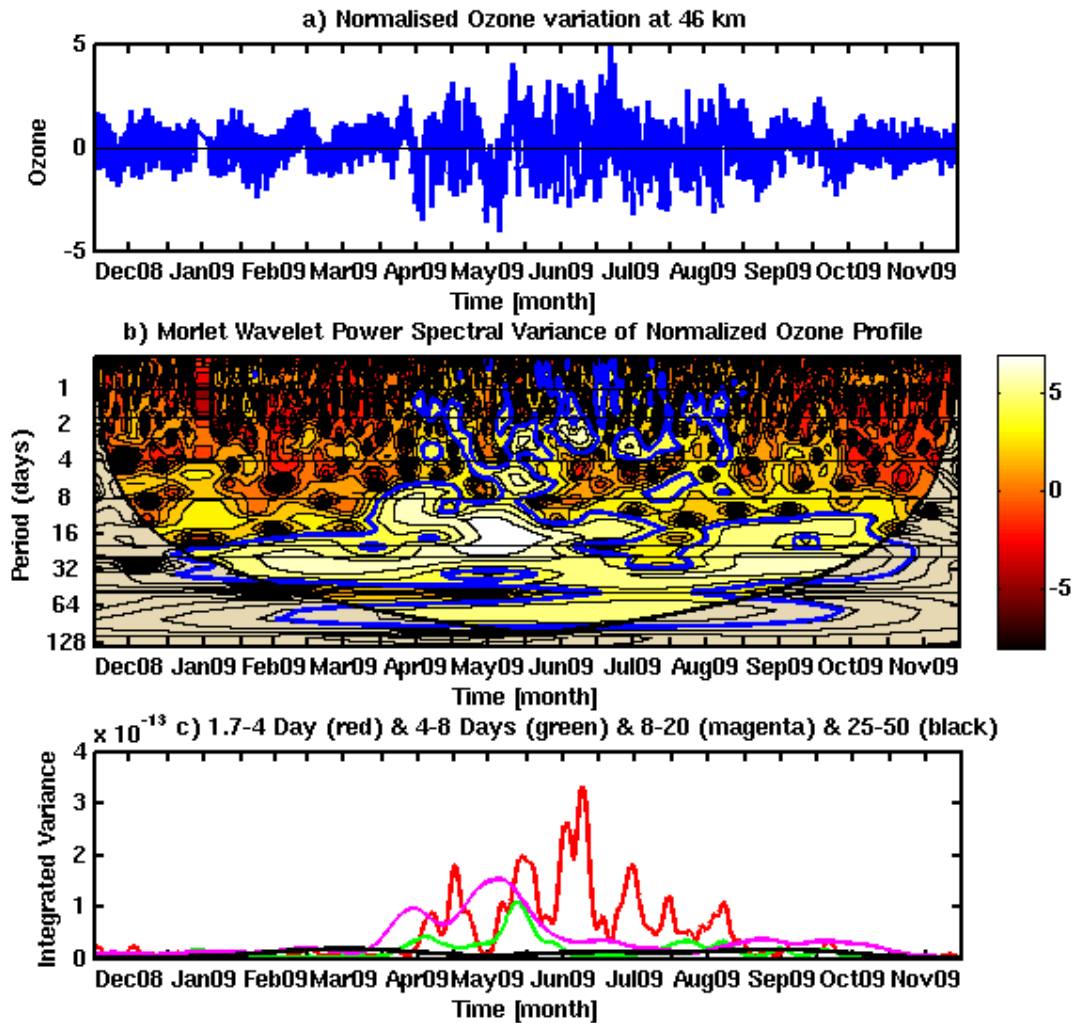 a) Normalised Ozone variation at 46 km
5
0
-5
Ozone
Dec08 Jan09 Feb09 Mar09 Apr09 May09 Jun09 Jul09 Aug09 Sep09 Oct09 Nov09
Time [month]
b) Morlet Wavelet Power Spectral Variance of Normalized Ozone Profile
1
2
4
8
16
32
64
128
Period (days)
5
0
-5
Dec08 Jan09 Feb09 Mar09 Apr09 May09 Jun09 Jul09 Aug09 Sep09 Oct09 Nov09
Time [month]
x 10^-13 c) 1.7-4 Day (red) & 4-8 Days (green) & 8-20 (magenta) & 25-50 (black)
4
3
2
1
0
Integrated Variance
Dec08 Jan09 Feb09 Mar09 Apr09 May09 Jun09 Jul09 Aug09 Sep09 Oct09 Nov09
Time [month]